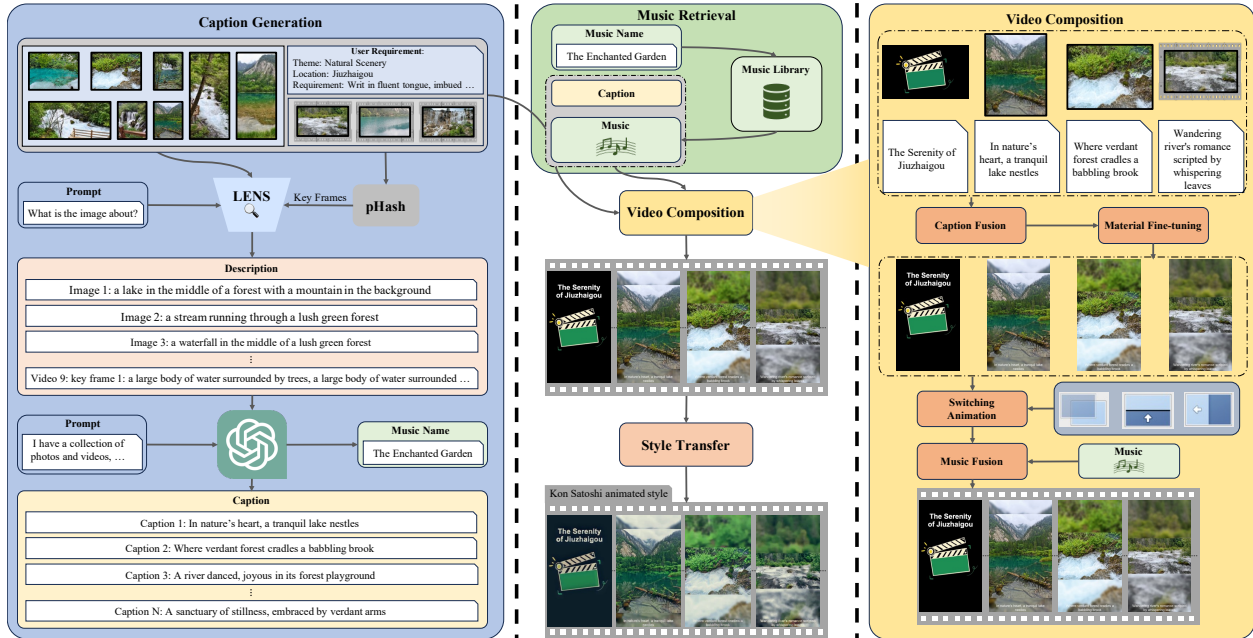 Caption Generation
User Requirement:
Theme: Natural Scenery
Location: Jiuzhaigou
Requirement: Writ in fluent tongue, imbued …
Prompt
What is the image about?
LENS
Key Frames
pHash
Description
Image 1: a lake in the middle of a forest with a mountain in the background
Image 2: a stream running through a lush green forest
Image 3: a waterfall in the middle of a lush green forest
⋮
Video 9: key frame 1: a large body of water surrounded by trees, a large body of water surrounded …
Prompt
I have a collection of
photos and videos, …
Music Name
The Enchanted Garden
Caption
Caption 1: In nature's heart, a tranquil lake nestles
Caption 2: Where verdant forest cradles a babbling brook
Caption 3: A river danced, joyous in its forest playground
⋮
Caption N: A sanctuary of stillness, embraced by verdant arms
Music Retrieval
Music Name
The Enchanted Garden
Music Library
Caption
Music
Video Composition
The Serenity
of Jiuzhaigou
Style Transfer
Kon Satoshi animated style
The Serenity
of Jiuzhaigou
Video Composition
The Serenity of
Jiuzhaigou
In nature's
heart, a tranquil
lake nestles
Where verdant
forest cradles a
babbling brook
Wandering
river's romance
scripted by
whispering
leaves
Caption Fusion
Material Fine-tuning
The Serenity
of Jiuzhaigou
Switching
Animation
Music Fusion
Music
The Serenity
of Jiuzhaigou